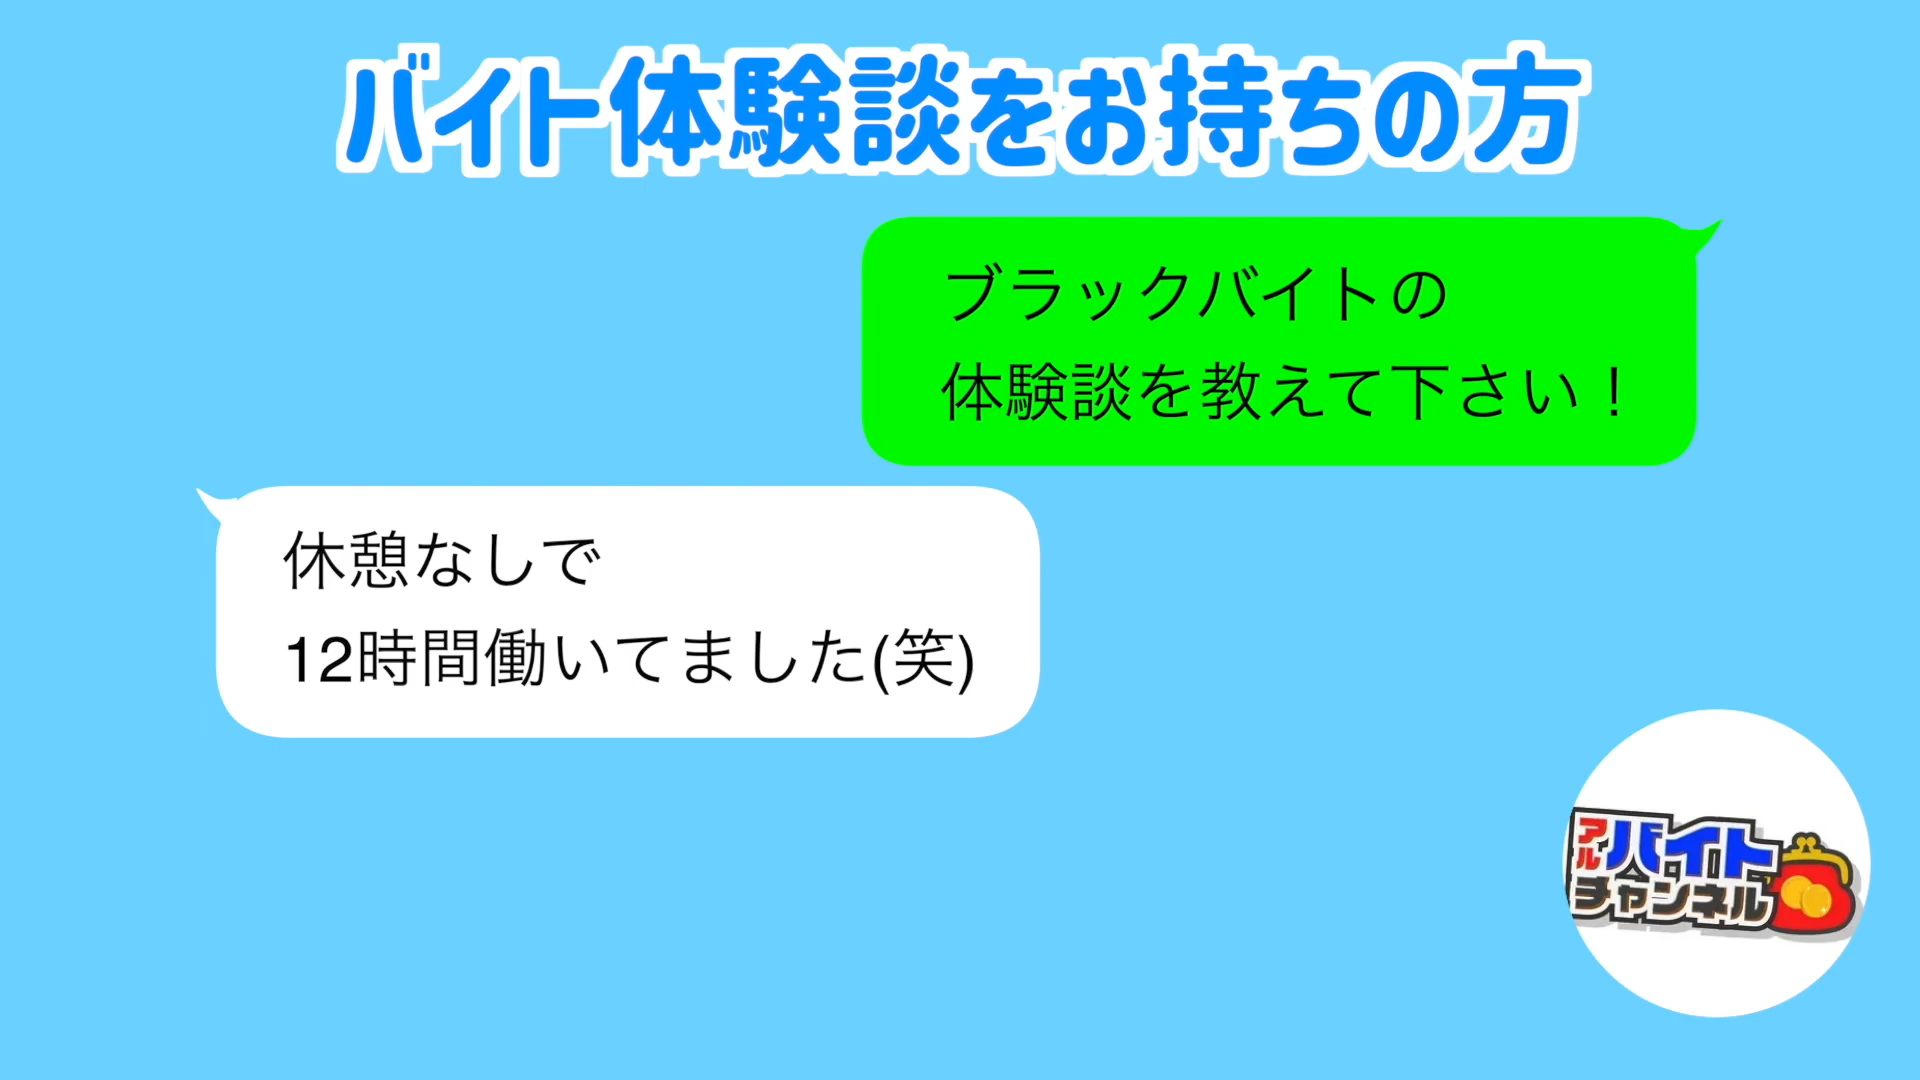 バイト体験談をお持ちの方
ブラックバイトの
体験談を教えて下さい！
休憩なしで
12時間働いてました(笑)
アルバイト
チャンネル